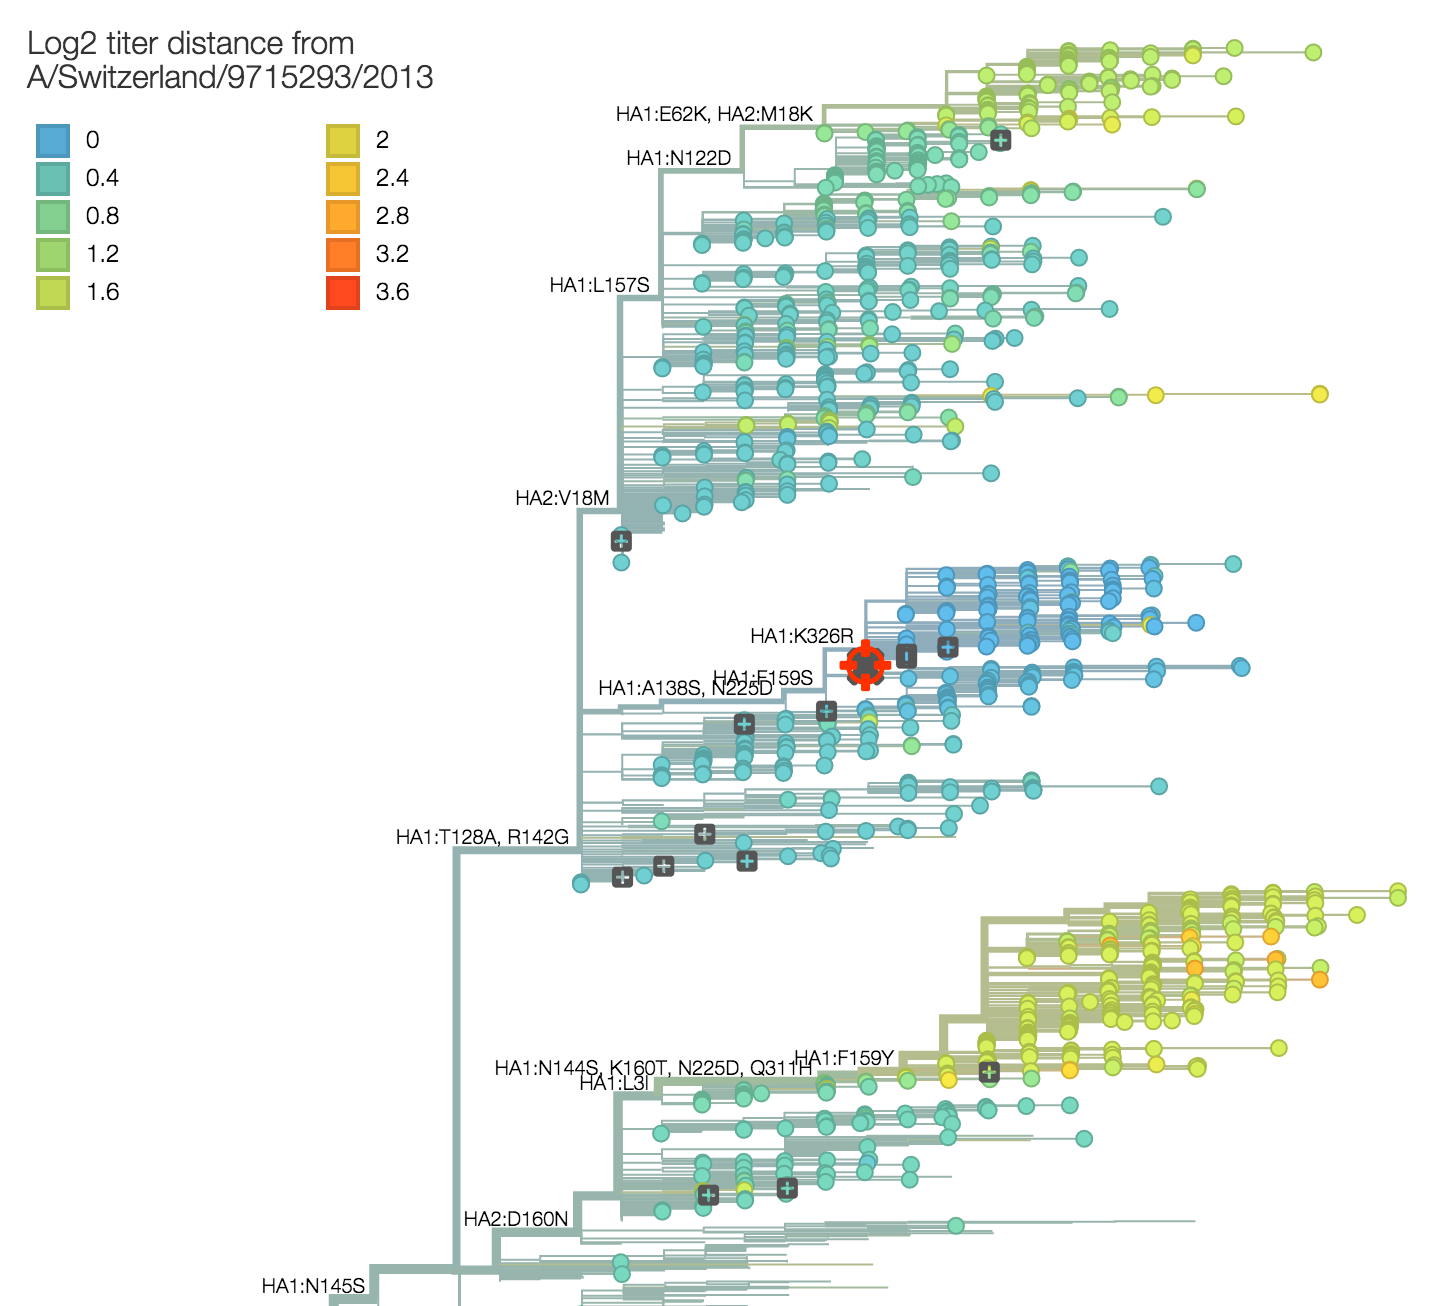 Log2 titer distance from
A/Switzerland/9715293/2013
0
0.4
0.8
1.2
1.6
2
2.4
2.8
3.2
3.6
HA1:E62K, HA2:M18K
HA1:N122D
HA1:L157S
HA2:V18M
HA1:K326R
HA1:F159S
HA1:A138S, N225D
HA1:T128A, R142G
HA1:F159Y
HA1:N144S, K160T, N225D, Q311H
HA1:L3I
HA2:D160N
HA1:N145S